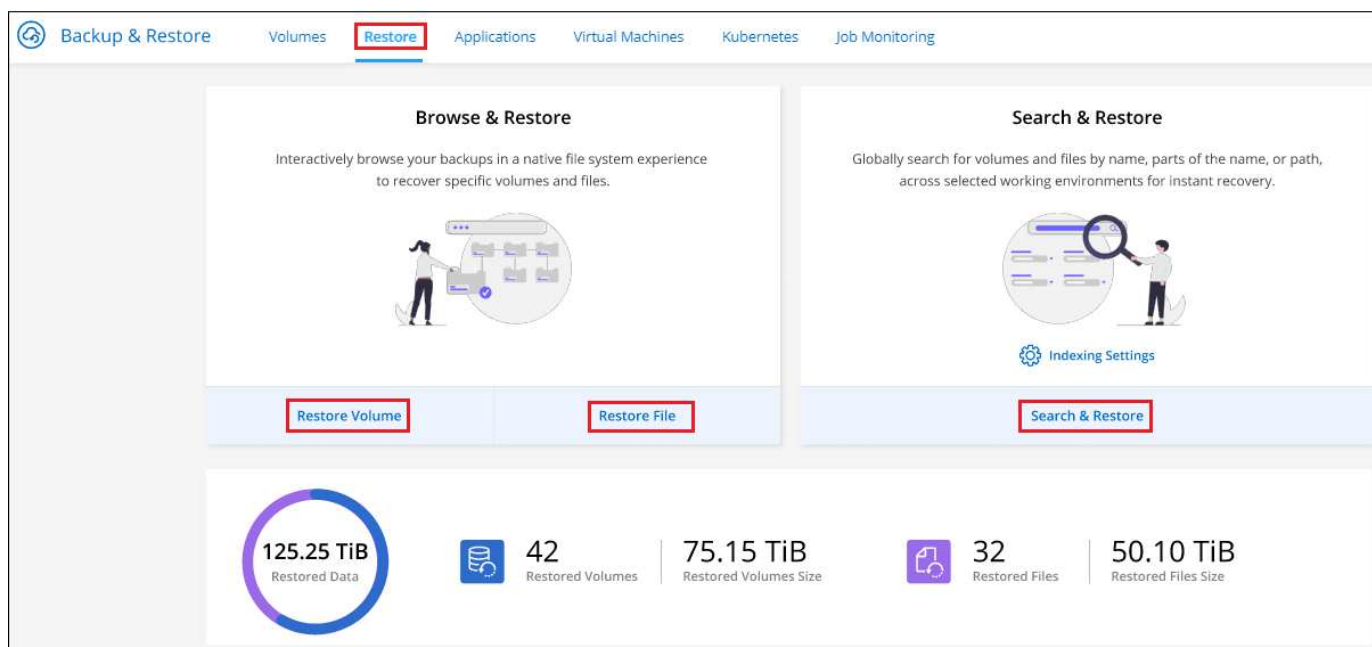 Backup & Restore Volumes Restore Applications Virtual Machines Kubernetes Job Monitoring
Browse & Restore
Interactively browse your backups in a native file system experience
to recover specific volumes and files.
Restore Volume Restore File
Search & Restore
Globally search for volumes and files by name, parts of the name, or path,
across selected working environments for instant recovery.
Indexing Settings
Search & Restore
125.25 TiB
Restored Data
42
Restored Volumes
75.15 TiB
Restored Volumes Size
32
Restored Files
50.10 TiB
Restored Files Size